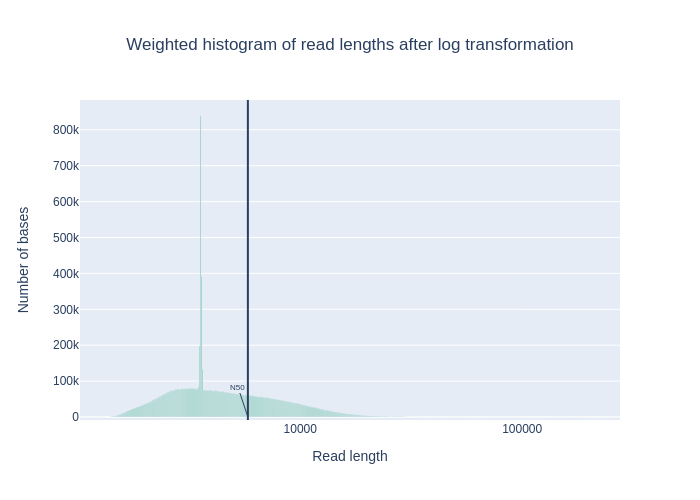 Weighted histogram of read lengths after log transformation
800k
700k
600k
500k
400k
300k
200k
100k
0
N50
10000
100000
Number of bases
Read length